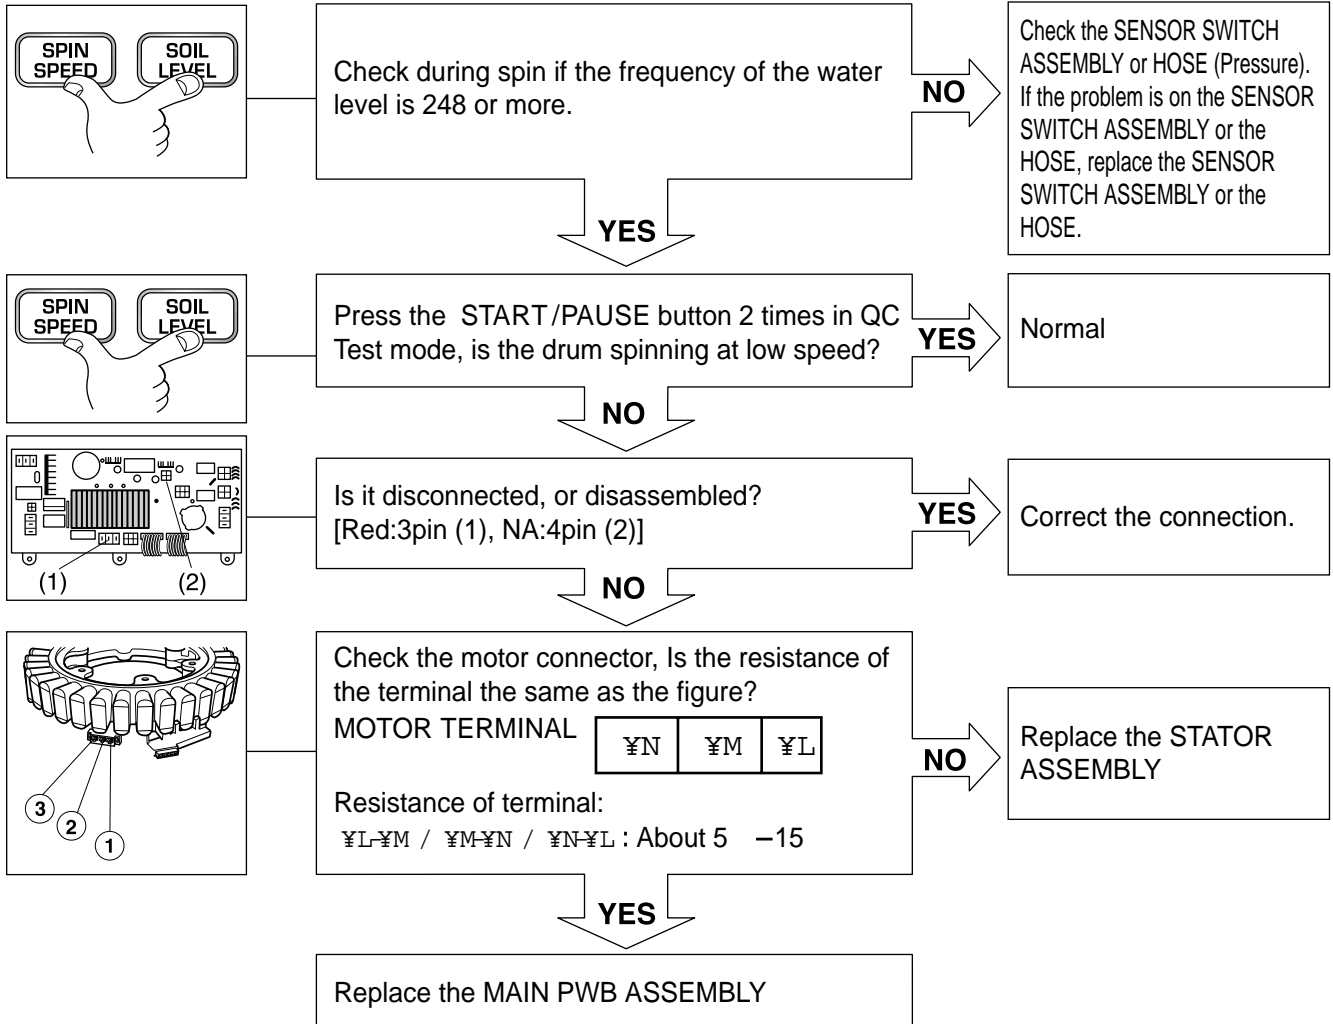 SPIN
SPEED
SOIL
LEVEL
Check during spin if the frequency of the water
level is 248 or more.
NO
Check the SENSOR SWITCH
ASSEMBLY or HOSE (Pressure).
If the problem is on the SENSOR
SWITCH ASSEMBLY or the
HOSE, replace the SENSOR
SWITCH ASSEMBLY or the
HOSE.
YES
SPIN
SPEED
SOIL
LEVEL
Press the START/PAUSE button 2 times in QC
Test mode, is the drum spinning at low speed?
YES
Normal
NO
(1)
(2)
Is it disconnected, or disassembled?
[Red:3pin (1), NA:4pin (2)]
YES
Correct the connection.
NO
3
2
1
Check the motor connector, Is the resistance of
the terminal the same as the figure?
MOTOR TERMINAL
¥N ¥M ¥L
Resistance of terminal:
¥L-¥M / ¥M-¥N / ¥N-¥L : About 5 –15
NO
Replace the STATOR
ASSEMBLY
YES
Replace the MAIN PWB ASSEMBLY